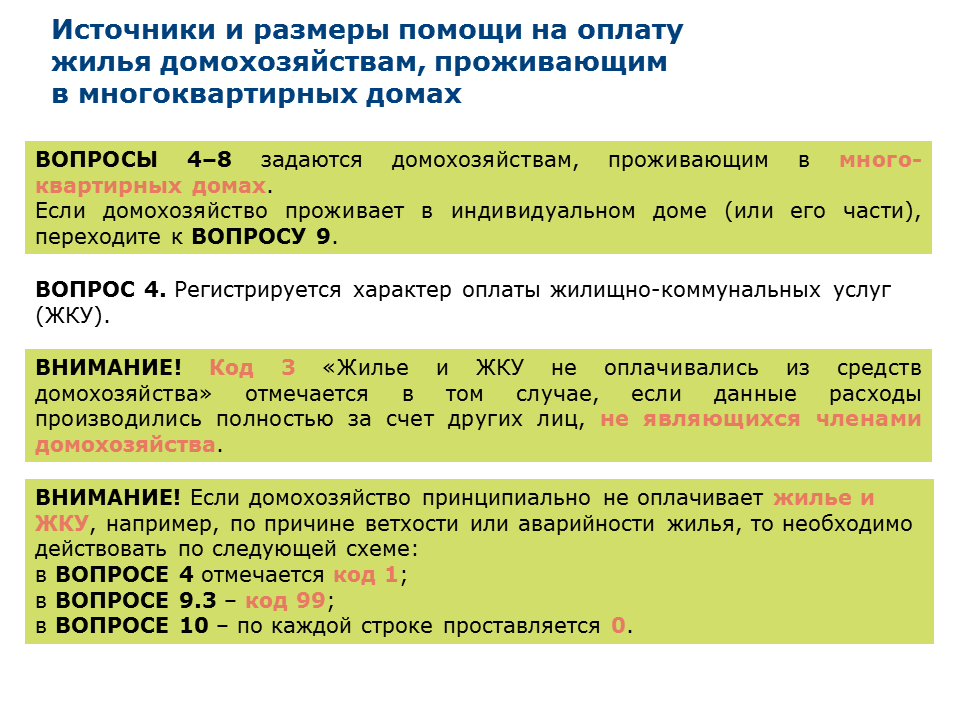 Источники и размеры помощи на оплату
жилья домохозяйствам, проживающим
в многоквартирных домах
ВОПРОСЫ 4–8 задаются домохозяйствам, проживающим в много-
квартирных домах.
Если домохозяйство проживает в индивидуальном доме (или его части),
переходите к ВОПРОСУ 9.
ВОПРОС 4. Регистрируется характер оплаты жилищно-коммунальных услуг
(ЖКУ).
ВНИМАНИЕ! Код 3 «Жилье и ЖКУ не оплачивались из средств
домохозяйства» отмечается в том случае, если данные расходы
производились полностью за счет других лиц, не являющихся членами
домохозяйства.
ВНИМАНИЕ! Если домохозяйство принципиально не оплачивает жилье и
ЖКУ, например, по причине ветхости или аварийности жилья, то необходимо
действовать по следующей схеме:
в ВОПРОСЕ 4 отмечается код 1;
в ВОПРОСЕ 9.3 – код 99;
в ВОПРОСЕ 10 – по каждой строке проставляется 0.